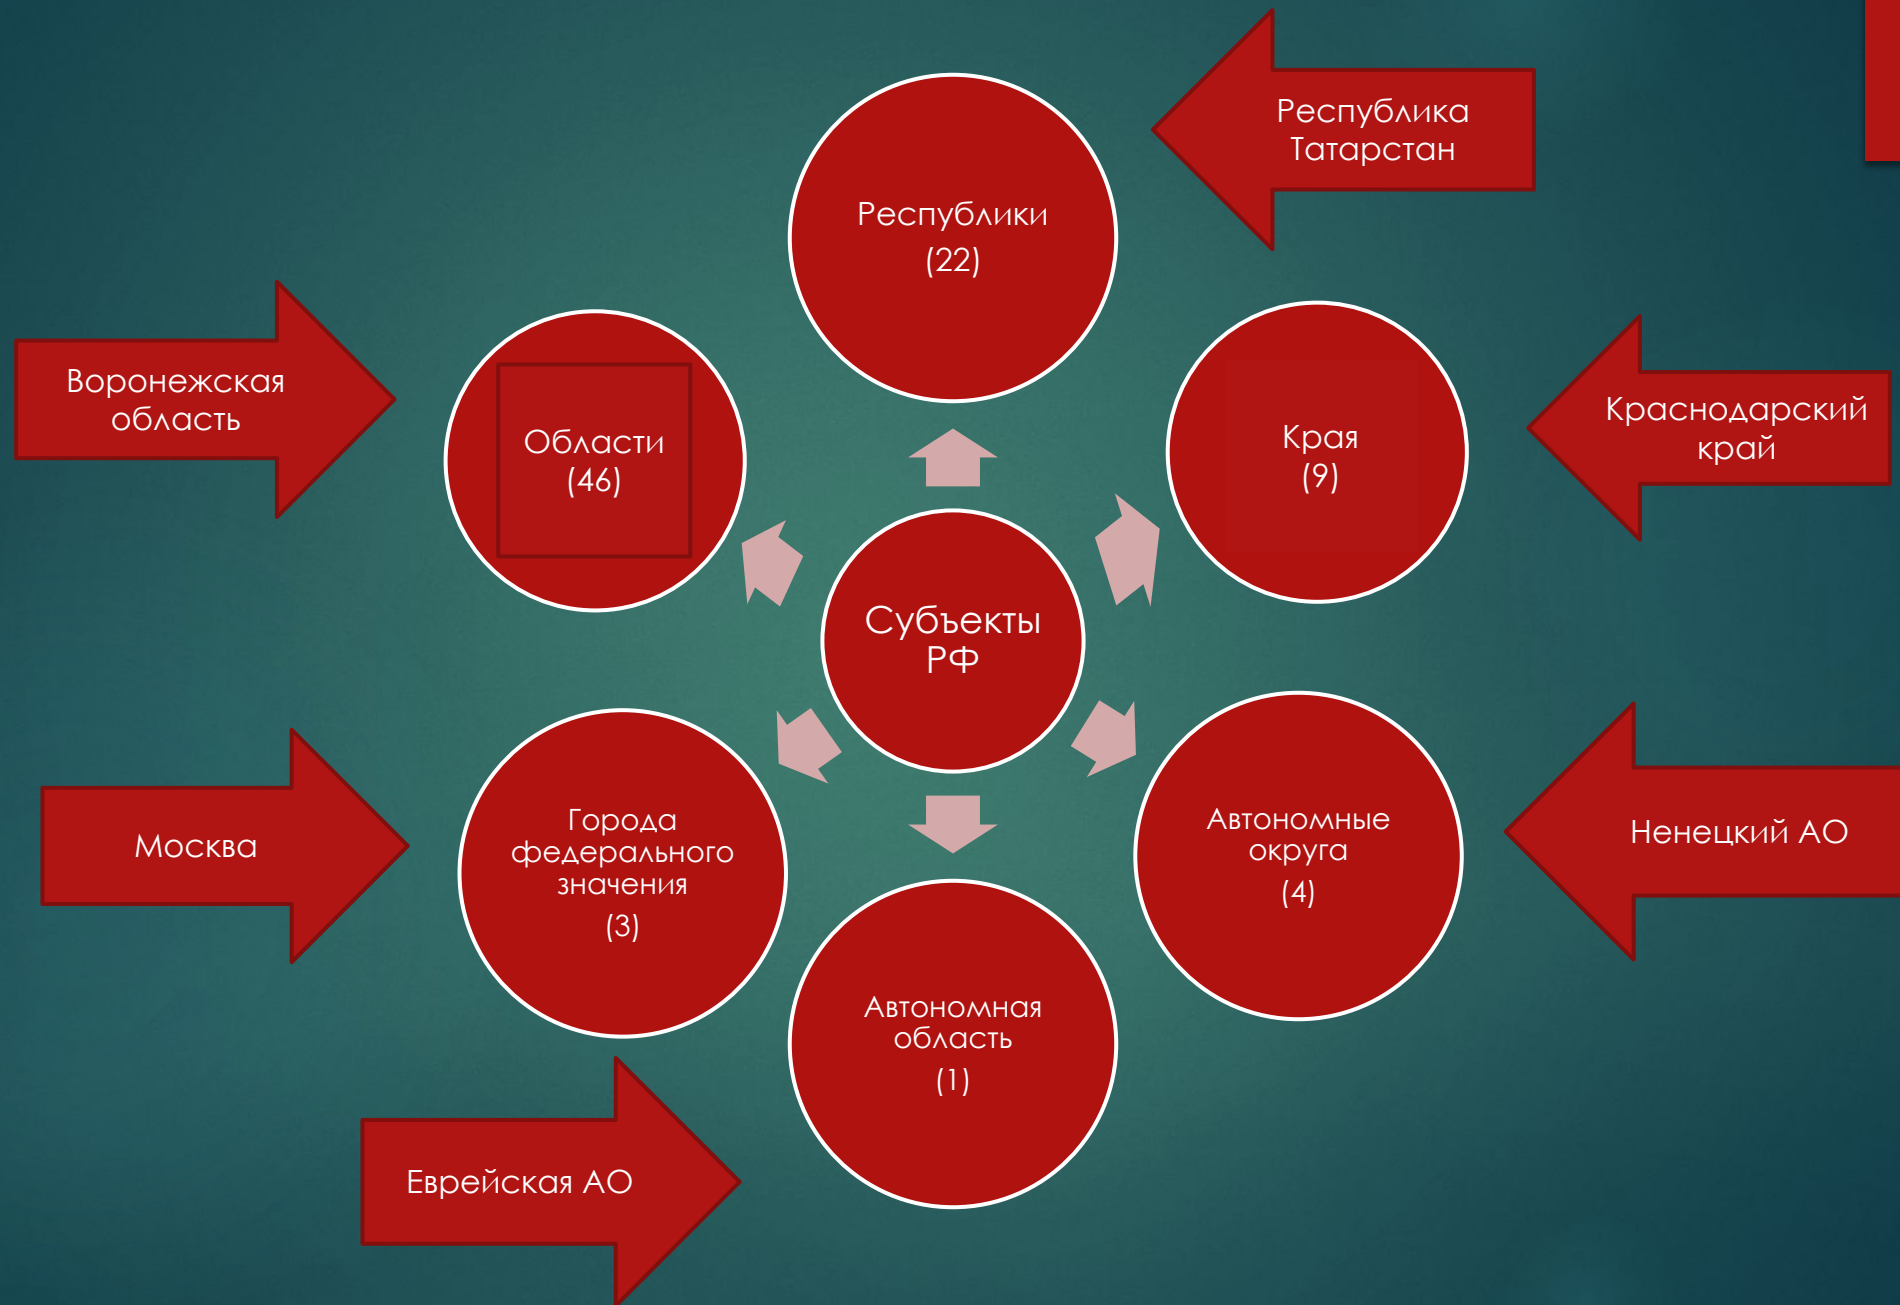 Республика
Татарстан
Республики
(22)
Воронежская
область
Области
(46)
Края
(9)
Краснодарский
край
Субъекты
РФ
Москва
Города
федерального
значения
(3)
Автономные
округа
(4)
Ненецкий АО
Автономная
область
(1)
Еврейская АО